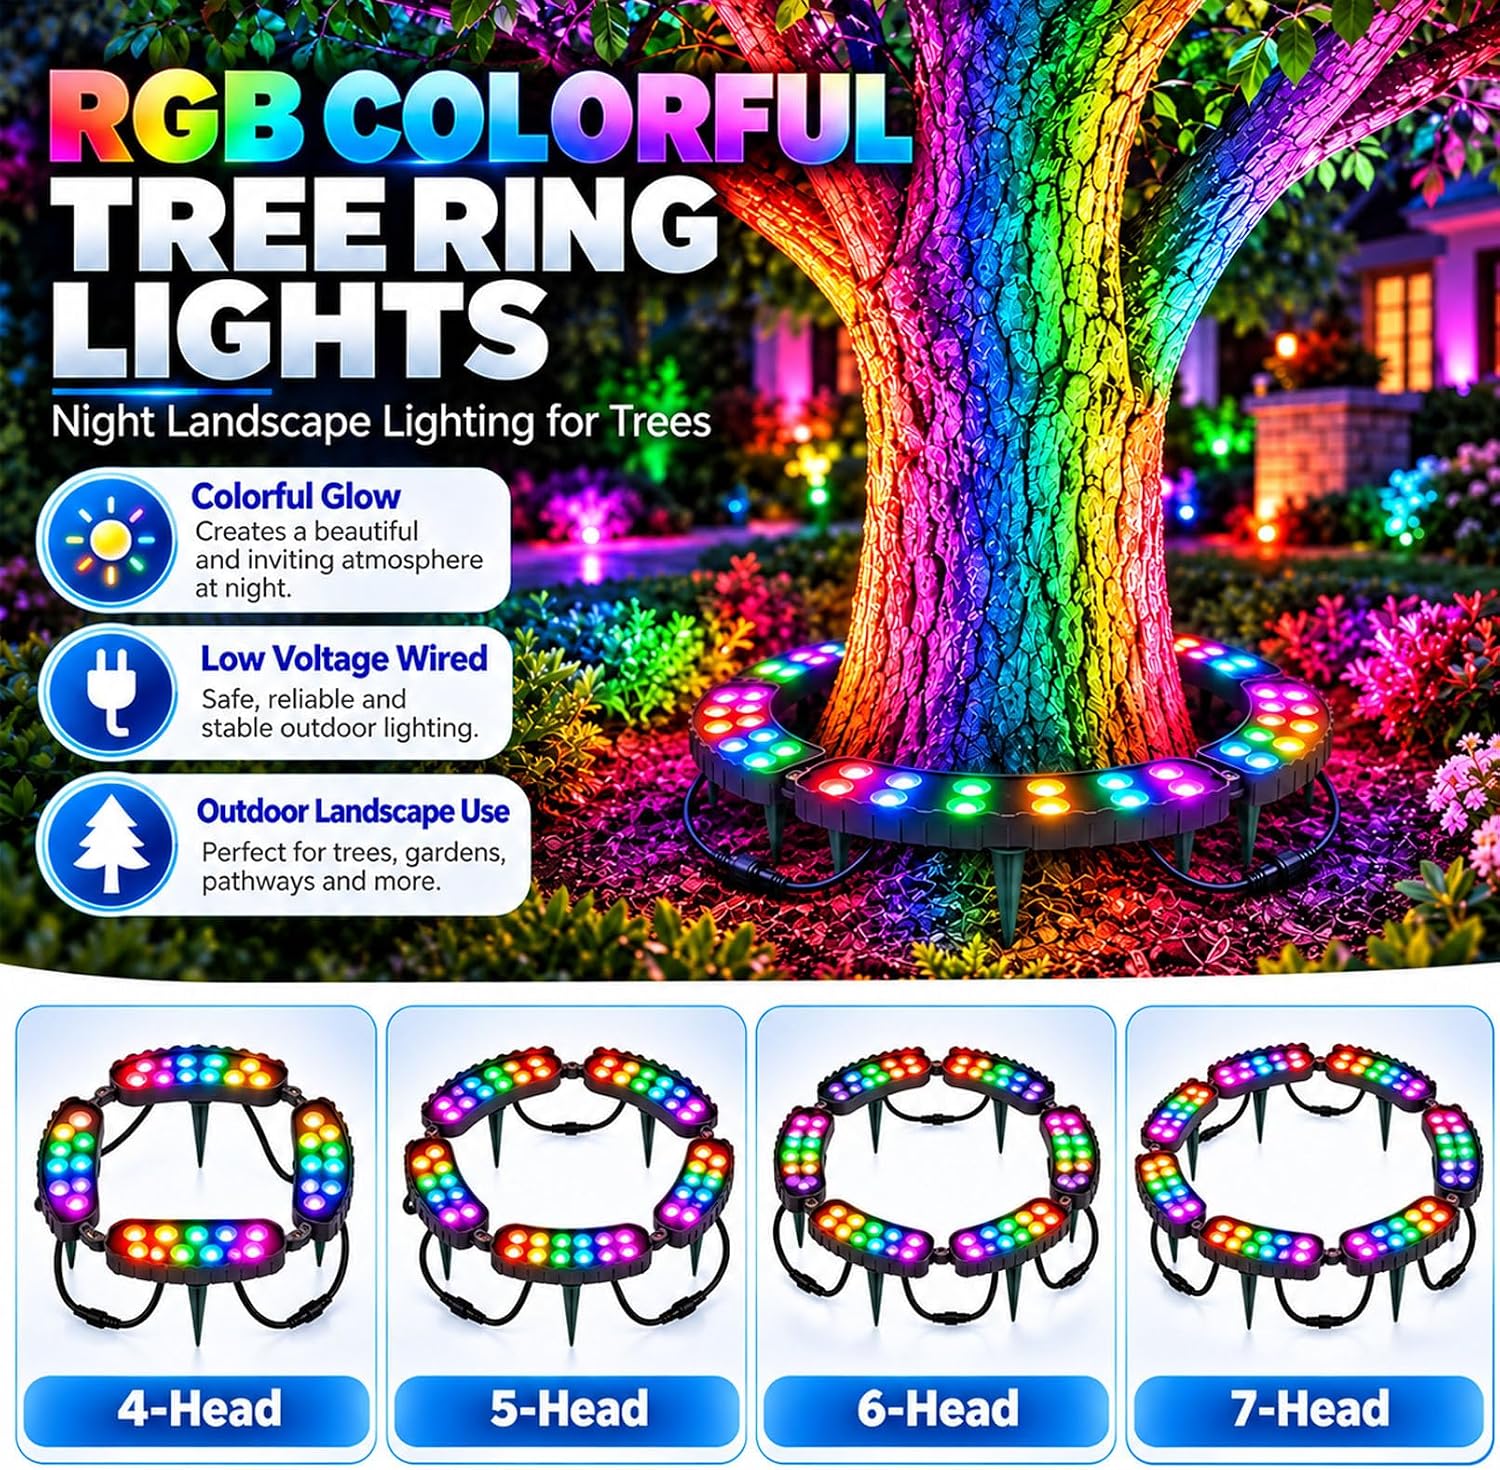 RGB COLORFUL
TREE RING
LIGHTS
Night Landscape Lighting for Trees
Colorful Glow
Creates a beautiful
and inviting atmosphere
at night.
Low Voltage Wired
Safe, reliable and
stable outdoor lighting.
Outdoor Landscape Use
Perfect for trees, gardens,
pathways and more.
4-Head
5-Head
6-Head
7-Head